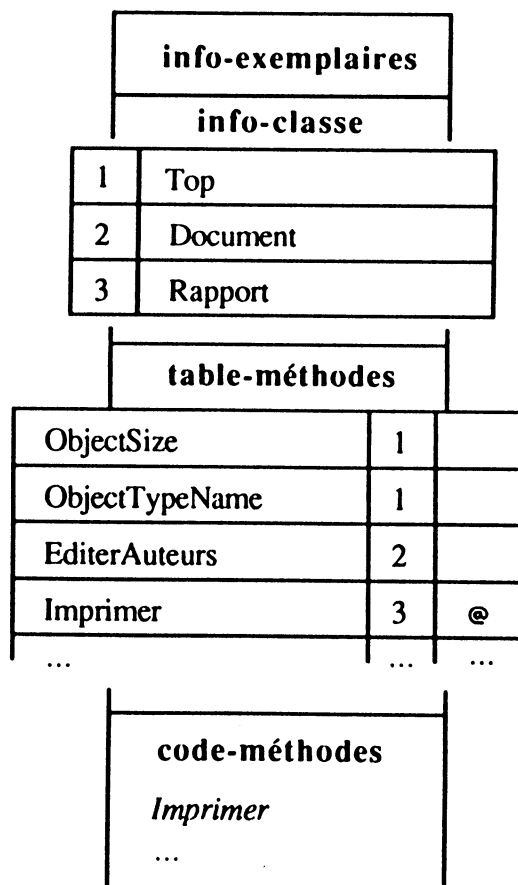 info-exemplaires
info-classe
1 Top
2 Document
3 Rapport
table-méthodes
ObjectSize 1
ObjectTypeName 1
EditerAuteurs 2
Imprimer 3 @
... ... ...
code-méthodes
Imprimer
...